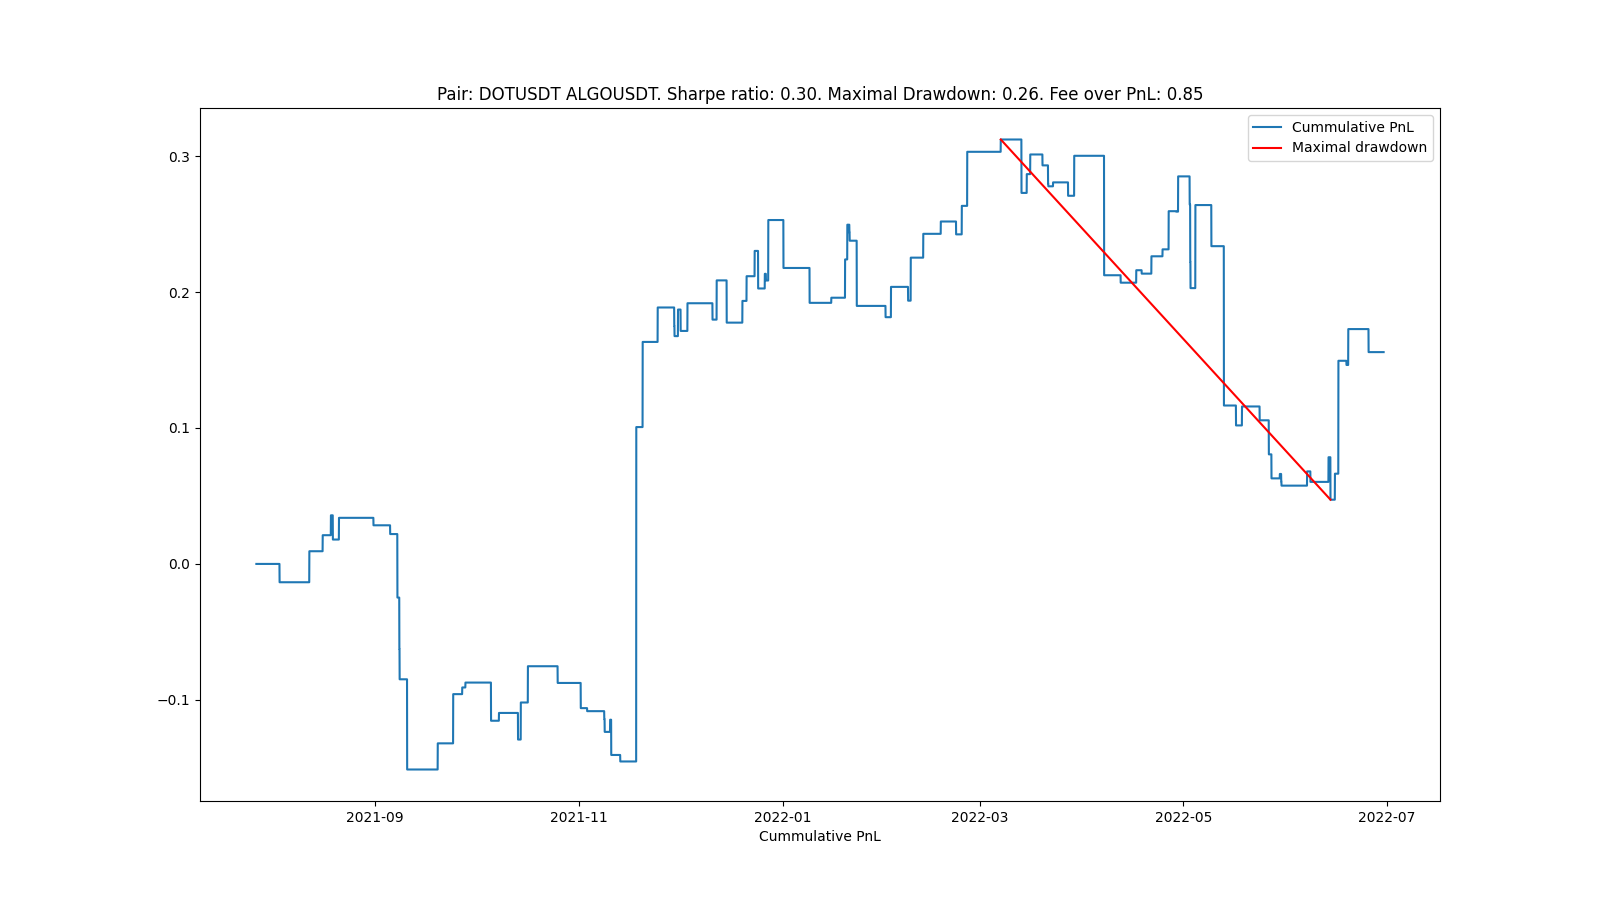 Pair: DOTUSDT ALGOUSDT. Sharpe ratio: 0.30. Maximal Drawdown: 0.26. Fee over PnL: 0.85
Cummulative PnL
Maximal drawdown
0.3
0.2
0.1
0.0
−0.1
2021-09 2021-11 2022-01 2022-03 2022-05 2022-07
Cummulative PnL